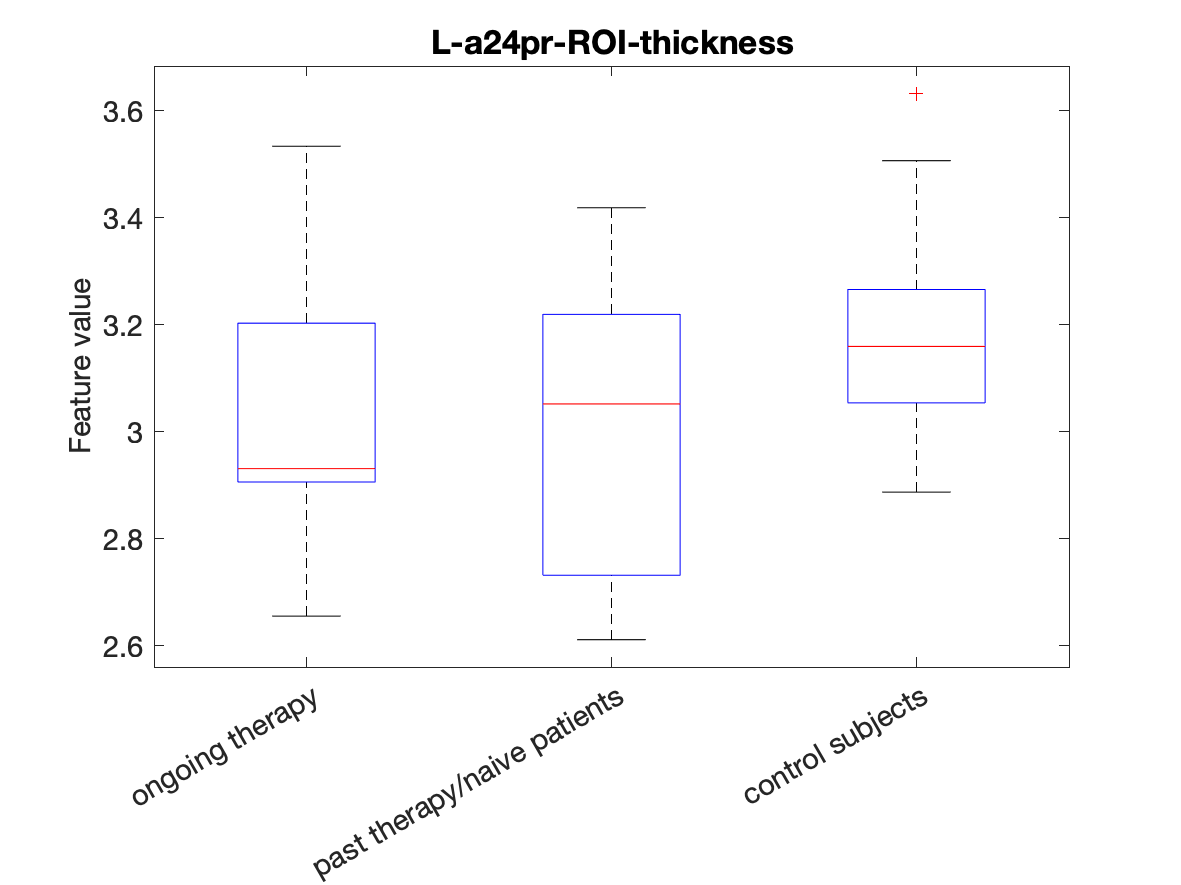 L-a24pr-ROI-thickness
Feature value
3.6
3.4
3.2
3
2.8
2.6
ongoing therapy
past therapy/naive patients
control subjects